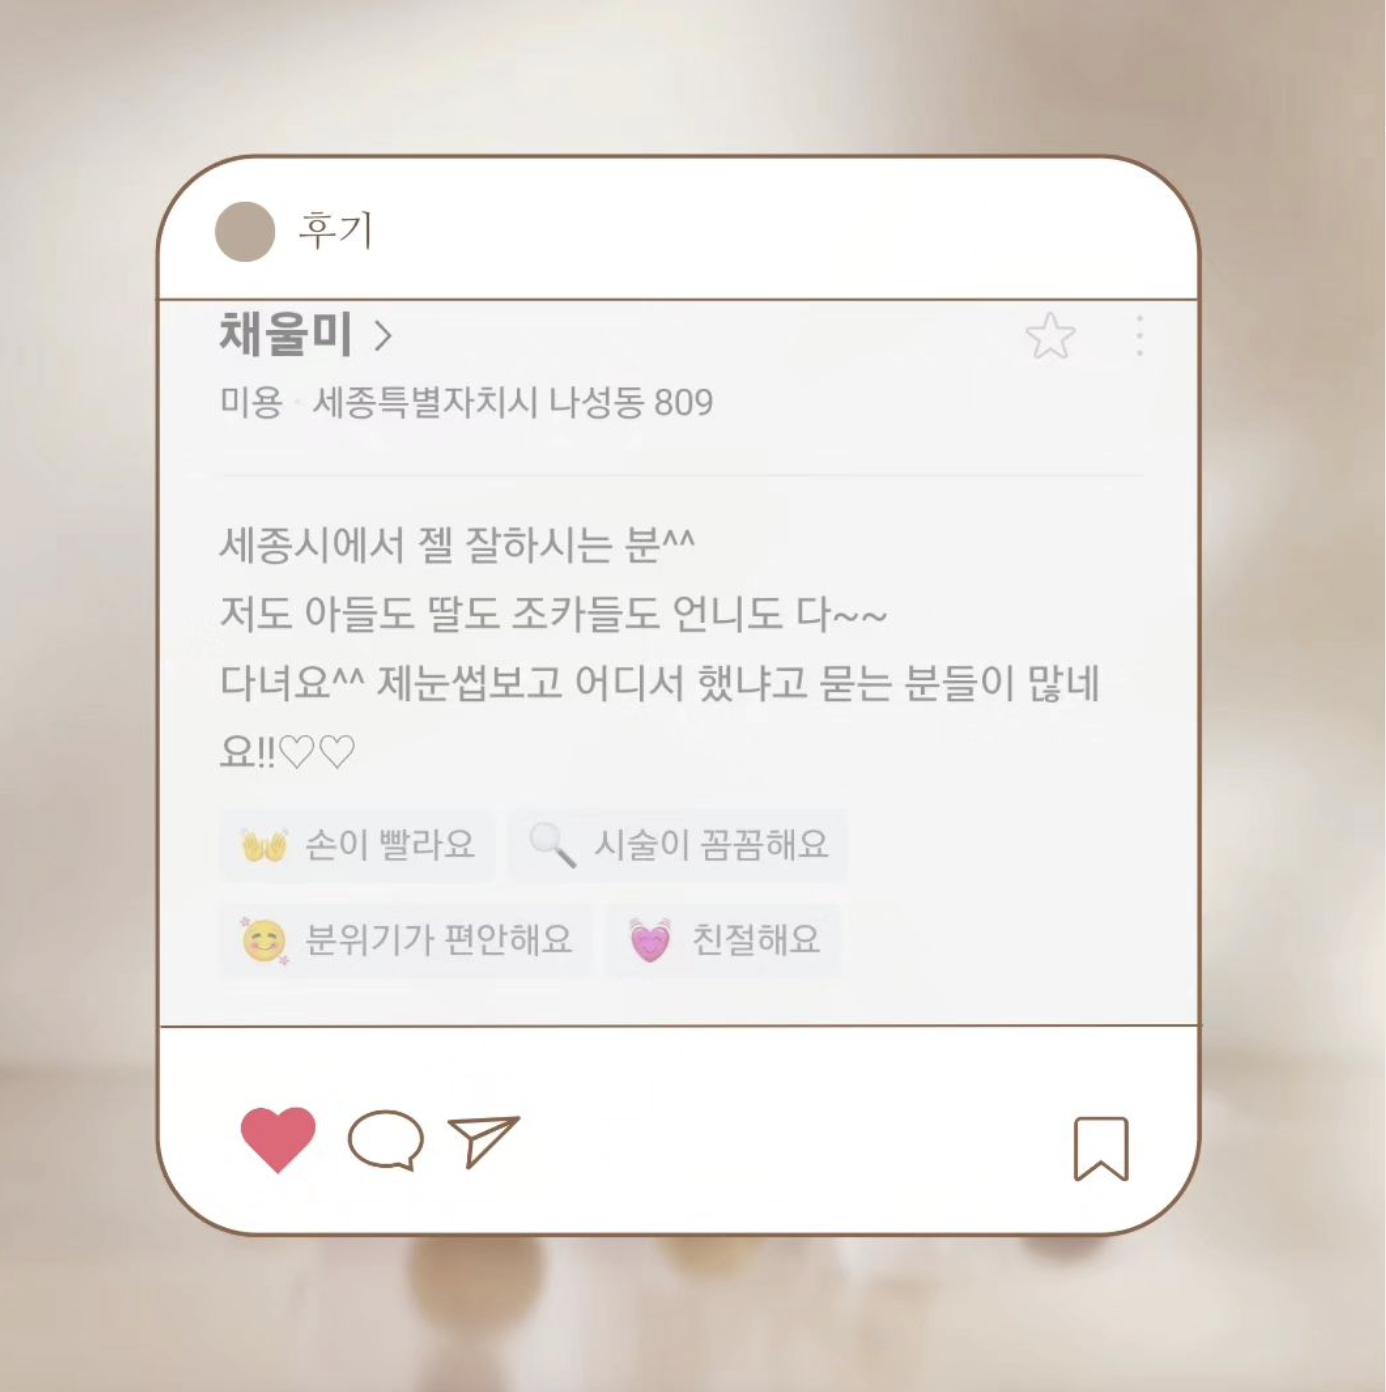 후기
채울미 >
미용 · 세종특별자치시 나성동 809
세종시에서 젤 잘하시는 분^^
저도 아들도 딸도 조카들도 언니도 다~~
다녀요^^ 제눈썹보고 어디서 했냐고 묻는 분들이 많네
요!!♡♡
👐 손이 빨라요 🔍 시술이 꼼꼼해요
🥰 분위기가 편안해요 💓 친절해요